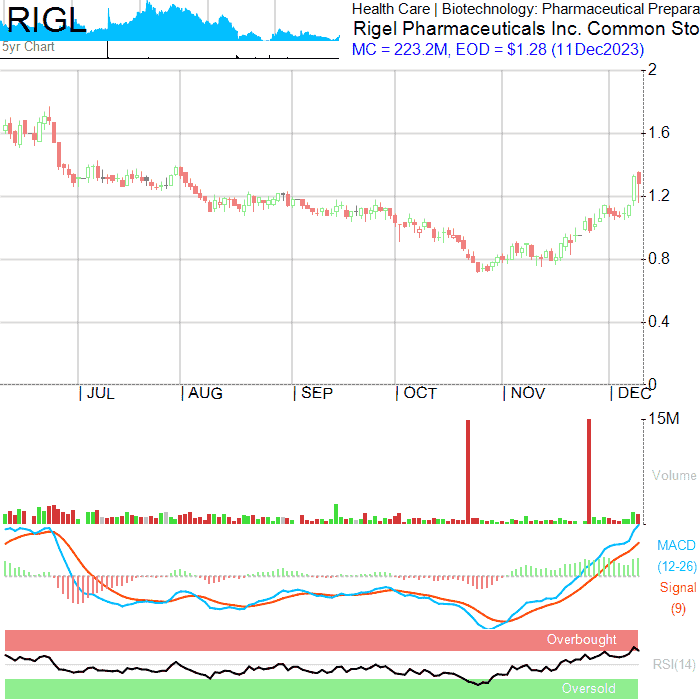 RIGL
5yr Chart
Health Care | Biotechnology: Pharmaceutical Prepara
Rigel Pharmaceuticals Inc. Common Sto
MC = 223.2M, EOD = $1.28 (11Dec2023)
2
1.6
1.2
0.8
0.4
0
| JUL | AUG | SEP | OCT | NOV | DEC
15M
Volume
MACD
(12-26)
Signal
(9)
Overbought
RSI(14)
Oversold